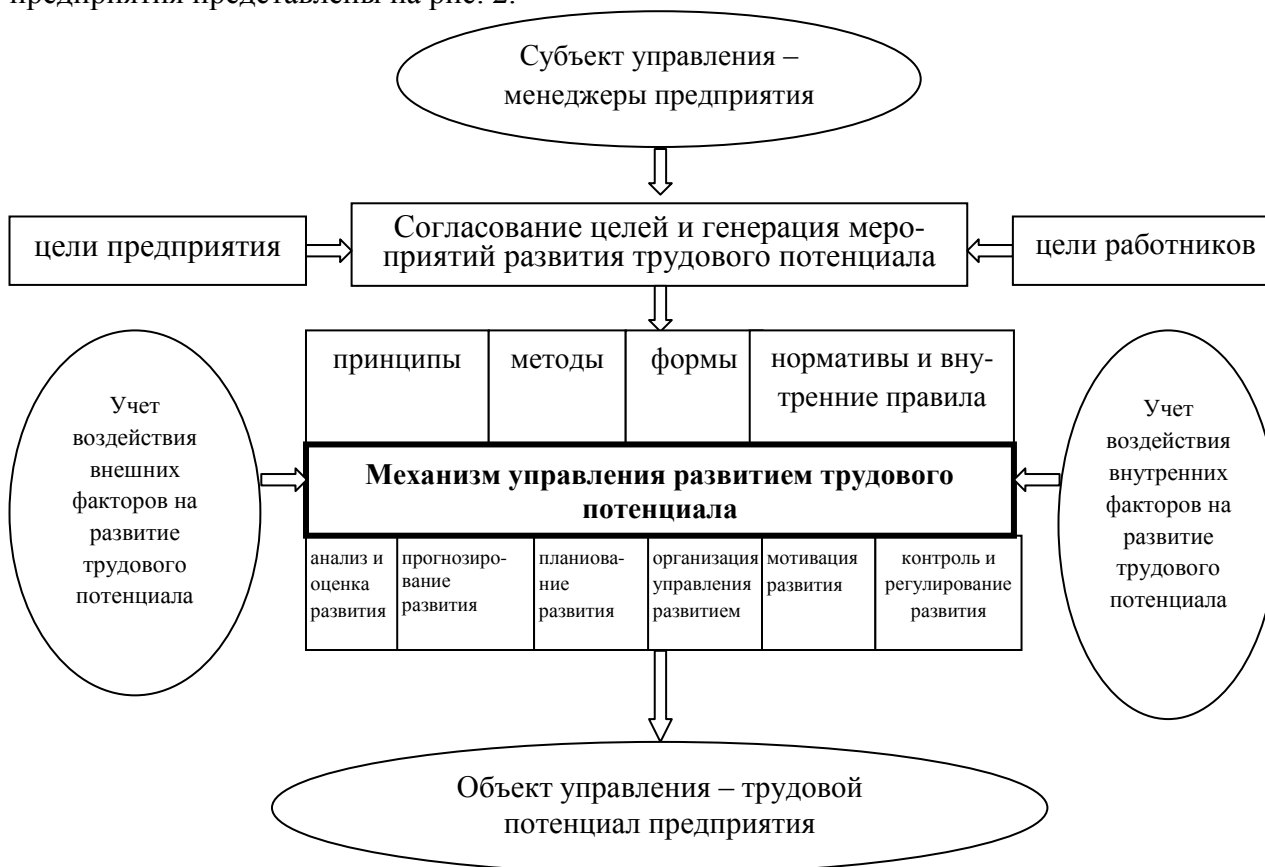 предприятия представлены на рис. 2.
Субъект управления –
менеджеры предприятия
цели предприятия
Согласование целей и генерация меро-
приятий развития трудового потенциала
цели работников
принципы
методы
формы
нормативы и вну-
тренние правила
Учет
воздействия
внешних
факторов на
развитие
трудового
потенциала
Механизм управления развитием трудового
потенциала
Учет
воздействия
внутренних
факторов на
развитие
трудового
потенциала
анализ и
оценка
развития
прогнозиро-
вание
развития
планиова-
ние
развития
организация
управления
развитием
мотивация
развития
контроль и
регулирование
развития
Объект управления – трудовой
потенциал предприятия